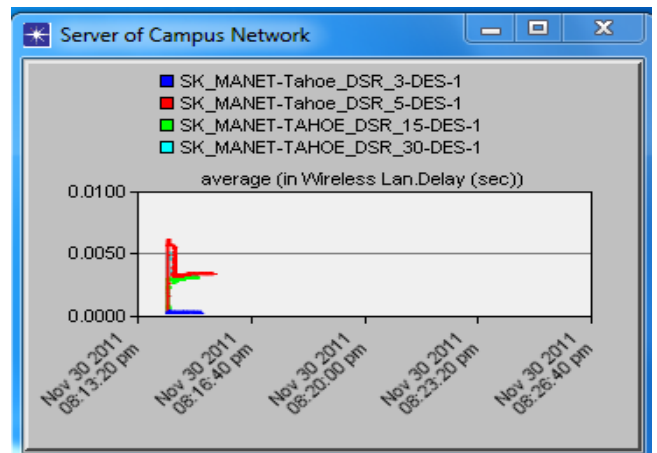 Server of Campus Network
SK_MANET-Tahoe_DSR_3-DES-1
SK_MANET-Tahoe_DSR_5-DES-1
SK_MANET-TAHOE_DSR_15-DES-1
SK_MANET-TAHOE_DSR_30-DES-1
average (in Wireless Lan.Delay (sec))
0.0100
0.0050
0.0000
Nov 30 2011
08:13:20 pm
Nov 30 2011
08:16:40 pm
Nov 30 2011
08:20:00 pm
Nov 30 2011
08:23:20 pm
Nov 30 2011
08:26:40 pm